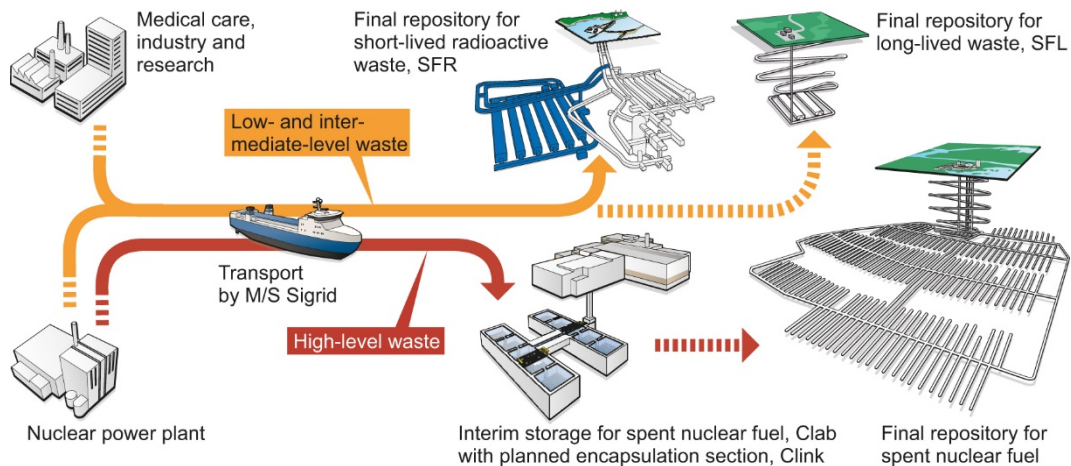 Medical care,
industry and
research
Final repository for
short-lived radioactive
waste, SFR
Final repository for
long-lived waste, SFL
Low- and inter-
mediate-level waste
Transport
by M/S Sigrid
High-level waste
Nuclear power plant
Interim storage for spent nuclear fuel, Clab
with planned encapsulation section, Clink
Final repository for
spent nuclear fuel